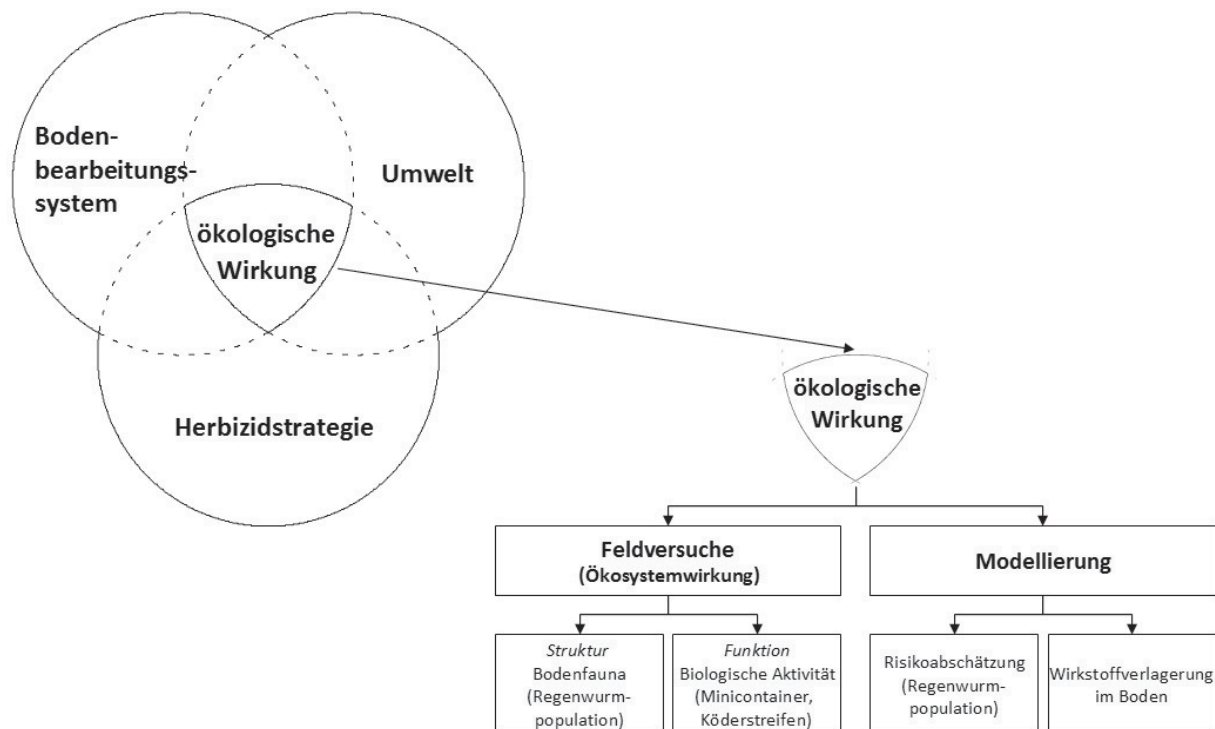 Boden-
bearbeitungs-
system
Umwelt
ökologische
Wirkung
Herbizidstrategie
ökologische
Wirkung
Feldversuche
(Ökosystemwirkung)
Modellierung
Struktur
Bodenfauna
(Regenwurm-
population)
Funktion
Biologische Aktivität
(Minicontainer,
Köderstreifen)
Risikoabschätzung
(Regenwurm-
population)
Wirkstoffverlagerung
im Boden